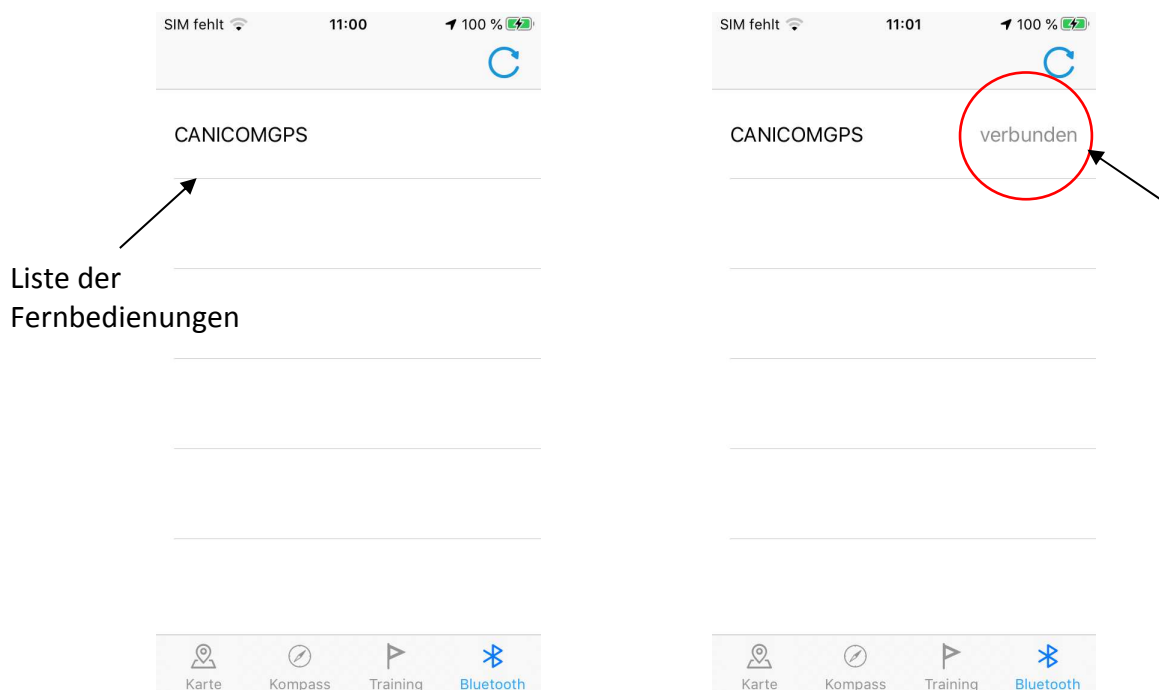 SIM fehlt 11:00 100 %
CANICOMGPS
Liste der
Fernbedienungen
Karte Kompass Training Bluetooth
SIM fehlt 11:01 100 %
CANICOMGPS verbunden
Karte Kompass Training Bluetooth